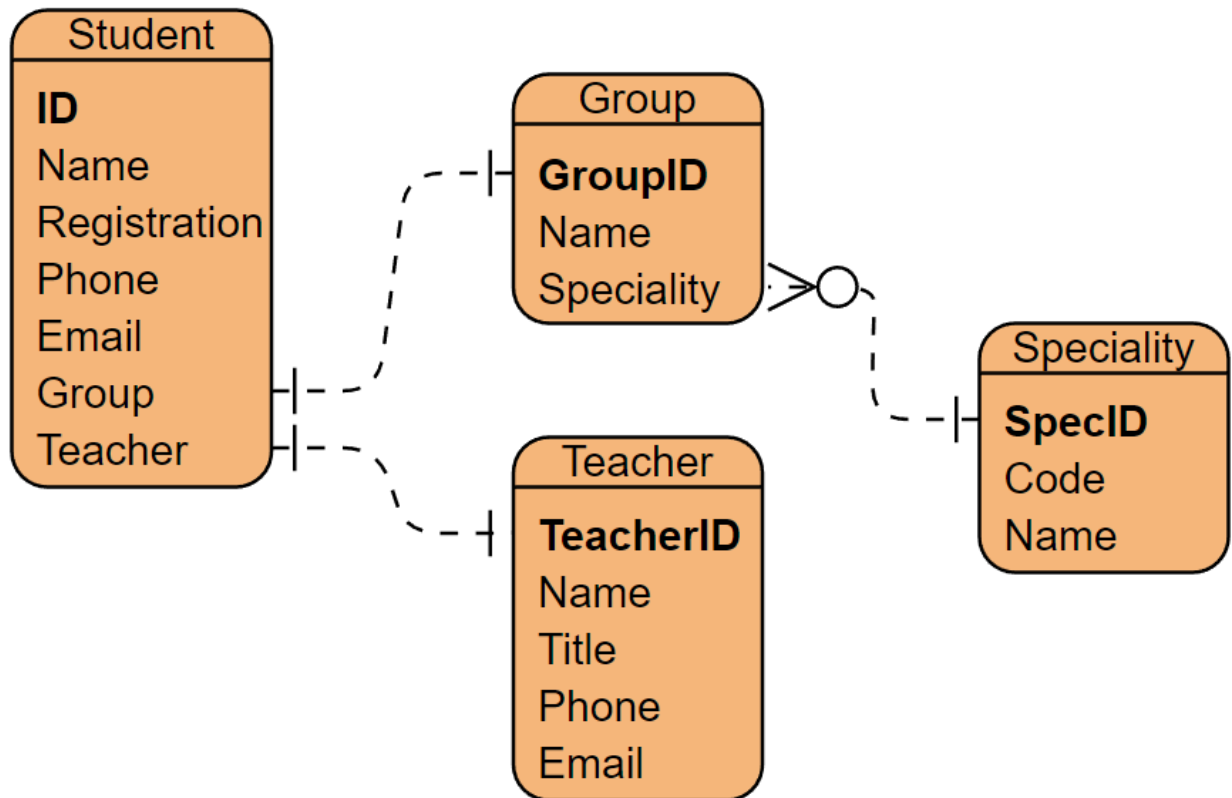 Student
ID
Name
Registration
Phone
Email
Group
Teacher
Group
GroupID
Name
Speciality
Teacher
TeacherID
Name
Title
Phone
Email
Speciality
SpecID
Code
Name